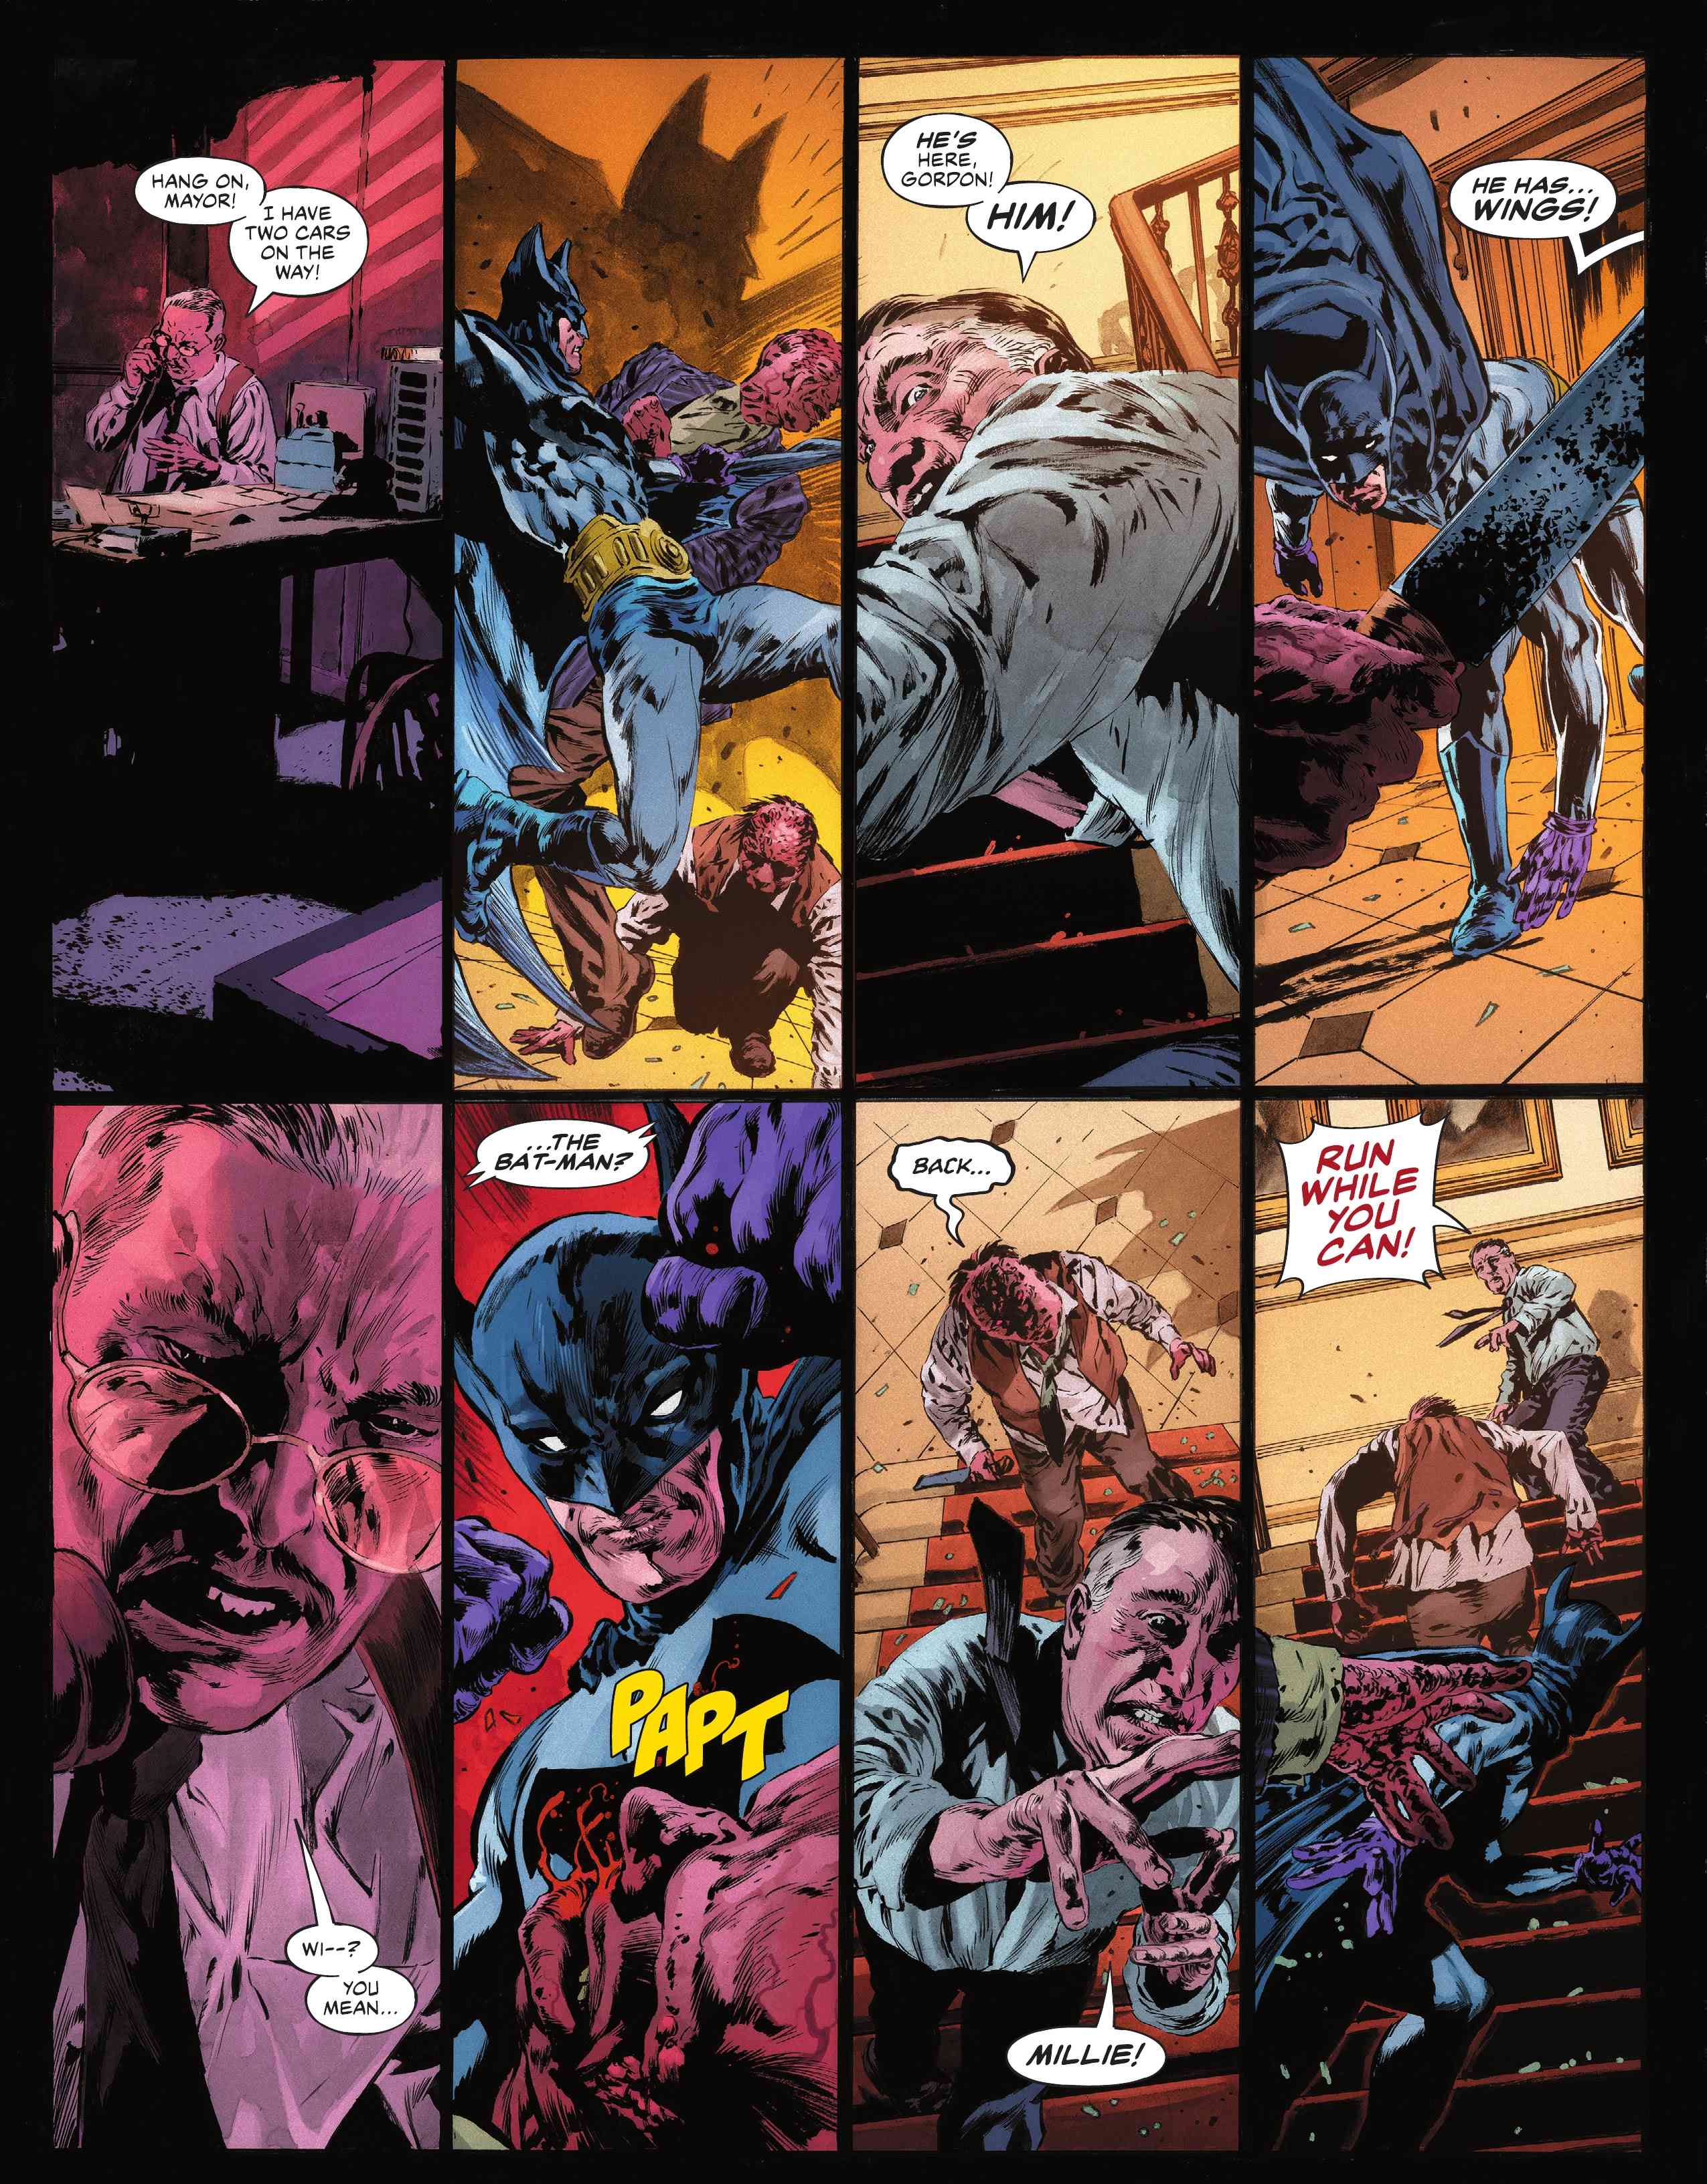 HANG ON,
MAYOR!
I HAVE
TWO CARS
ON THE
WAY!
HE'S
HERE,
GORDON!
HIM!
HE HAS...
WINGS!
WI--?
YOU
MEAN...
...THE
BAT-MAN?
PAPT
BACK...
MILLIE!
RUN
WHILE
YOU
CAN!